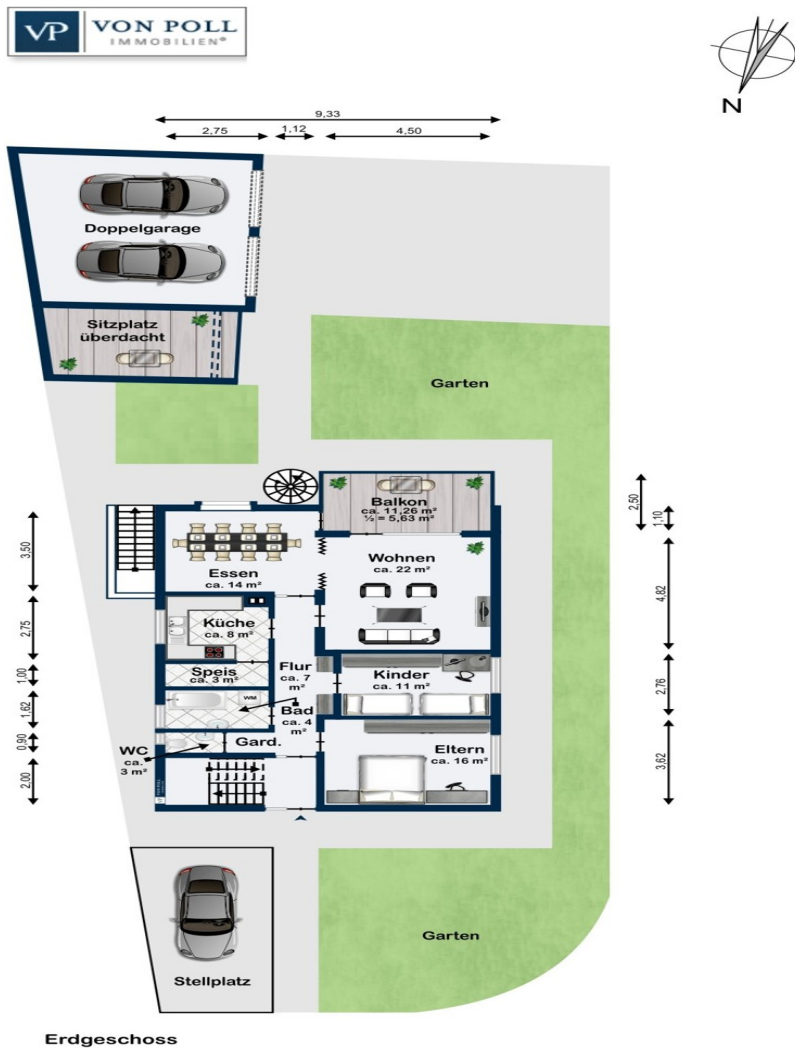 VP VON POLL
IMMOBILIEN®
N
9,33
2,75 1,12 4,50
Doppelgarage
Sitzplatz
überdacht
Garten
Balkon
ca. 11,26 m²
½ = 5,63 m²
Essen
ca. 14 m²
Wohnen
ca. 22 m²
Küche
ca. 8 m²
Speis
ca. 3 m²
Flur
ca. 7
m²
Kinder
ca. 11 m²
WM
Bad
ca. 4
m²
WC
ca.
3 m²
Gard.
Eltern
ca. 16 m²
3,50
2,75
1,00
1,62
0,90
2,00
2,50
1,10
4,82
2,76
3,62
Stellplatz
Garten
Erdgeschoss